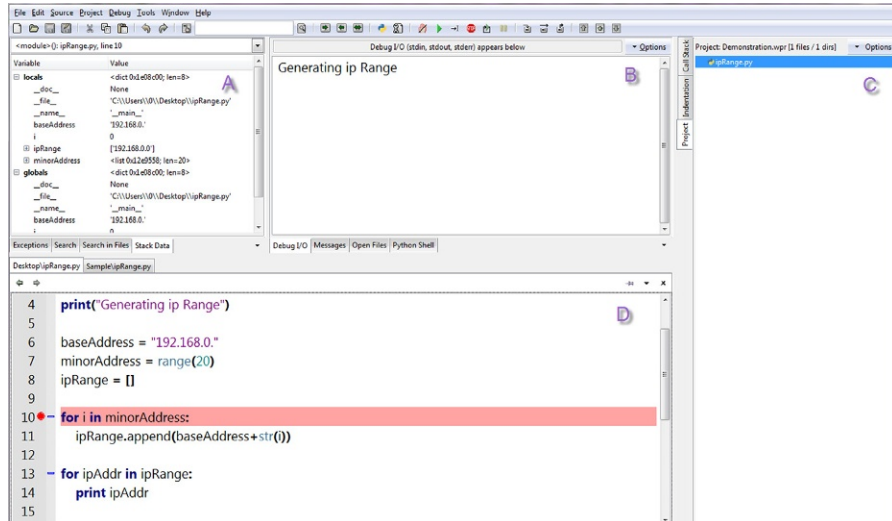 File Edit Source Project Debug Tools Window Help
<module>(): ipRange.py, line 10
Variable Value
locals <dict 0x1e08c00; len=8>
__doc__ None
__file__ 'C:\\Users\\0\\Desktop\\ipRange.py'
__name__ '__main__'
baseAddress '192.168.0.'
i 0
ipRange ['192.168.0.0']
minorAddress <list 0x12e9558; len=20>
globals <dict 0x1e08c00; len=8>
__doc__ None
__file__ 'C:\\Users\\0\\Desktop\\ipRange.py'
__name__ '__main__'
baseAddress '192.168.0.'
i 0
A
Exceptions Search Search in Files Stack Data
Debug I/O (stdin, stdout, stderr) appears below Options
Generating ip Range
B
Debug I/O Messages Open Files Python Shell
Call Stack
Indentation
Project
Project: Demonstration.wpr [1 files / 1 dirs] Options
ipRange.py
C
Desktop\ipRange.py Sample\ipRange.py
D
4 print("Generating ip Range")
5
6 baseAddress = "192.168.0."
7 minorAddress = range(20)
8 ipRange = []
9
10 for i in minorAddress:
11 ipRange.append(baseAddress+str(i))
12
13 for ipAddr in ipRange:
14 print ipAddr
15